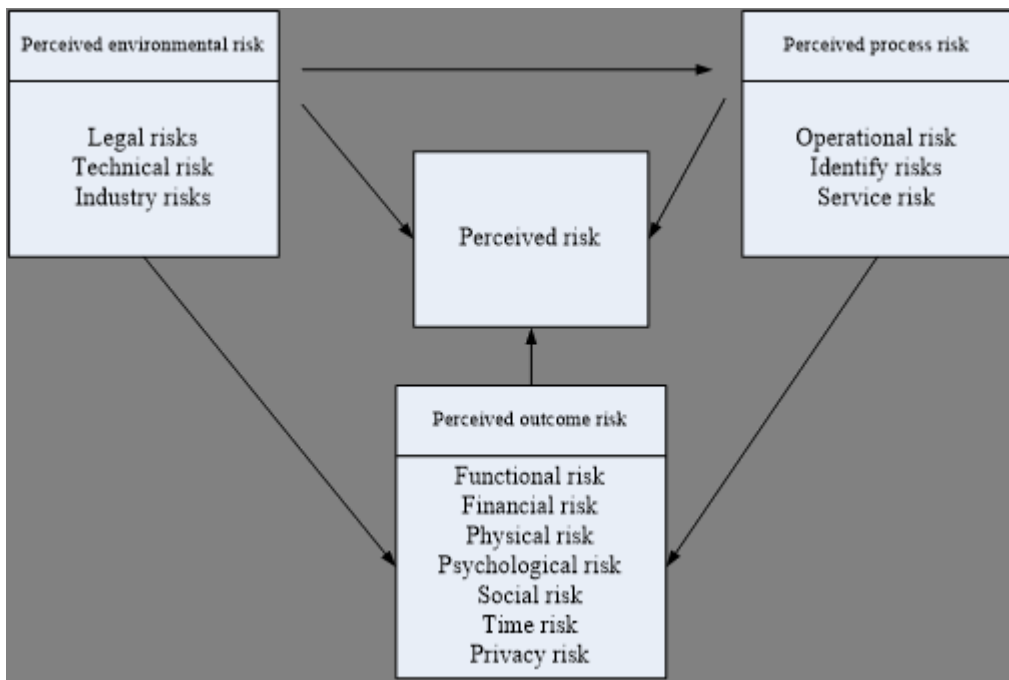 Perceived environmental risk
Legal risks
Technical risk
Industry risks
Perceived process risk
Operational risk
Identify risks
Service risk
Perceived risk
Perceived outcome risk
Functional risk
Financial risk
Physical risk
Psychological risk
Social risk
Time risk
Privacy risk